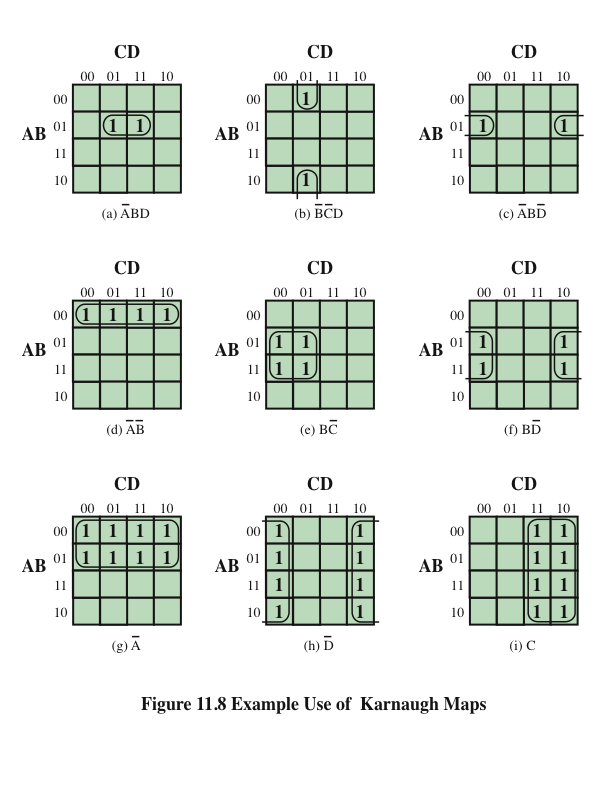 CD CD CD
00 01 11 10 00 01 11 10 00 01 11 10
00 00 1 00
AB 01 1 1 AB 01 AB 01 1 1
11 11 11
10 10 1 10
(a) A̅BD (b) B̅C̅D (c) A̅BD̅
CD CD CD
00 01 11 10 00 01 11 10 00 01 11 10
00 1 1 1 1 00 00
AB 01 AB 01 1 1 AB 01 1 1
11 11 1 1 11 1 1
10 10 10
(d) A̅B̅ (e) BC̅ (f) BD̅
CD CD CD
00 01 11 10 00 01 11 10 00 01 11 10
00 1 1 1 1 00 1 1 00 1 1
AB 01 1 1 1 1 AB 01 1 1 AB 01 1 1
11 11 1 1 11 1 1
10 10 1 1 10 1 1
(g) A̅ (h) D̅ (i) C
Figure 11.8 Example Use of Karnaugh Maps